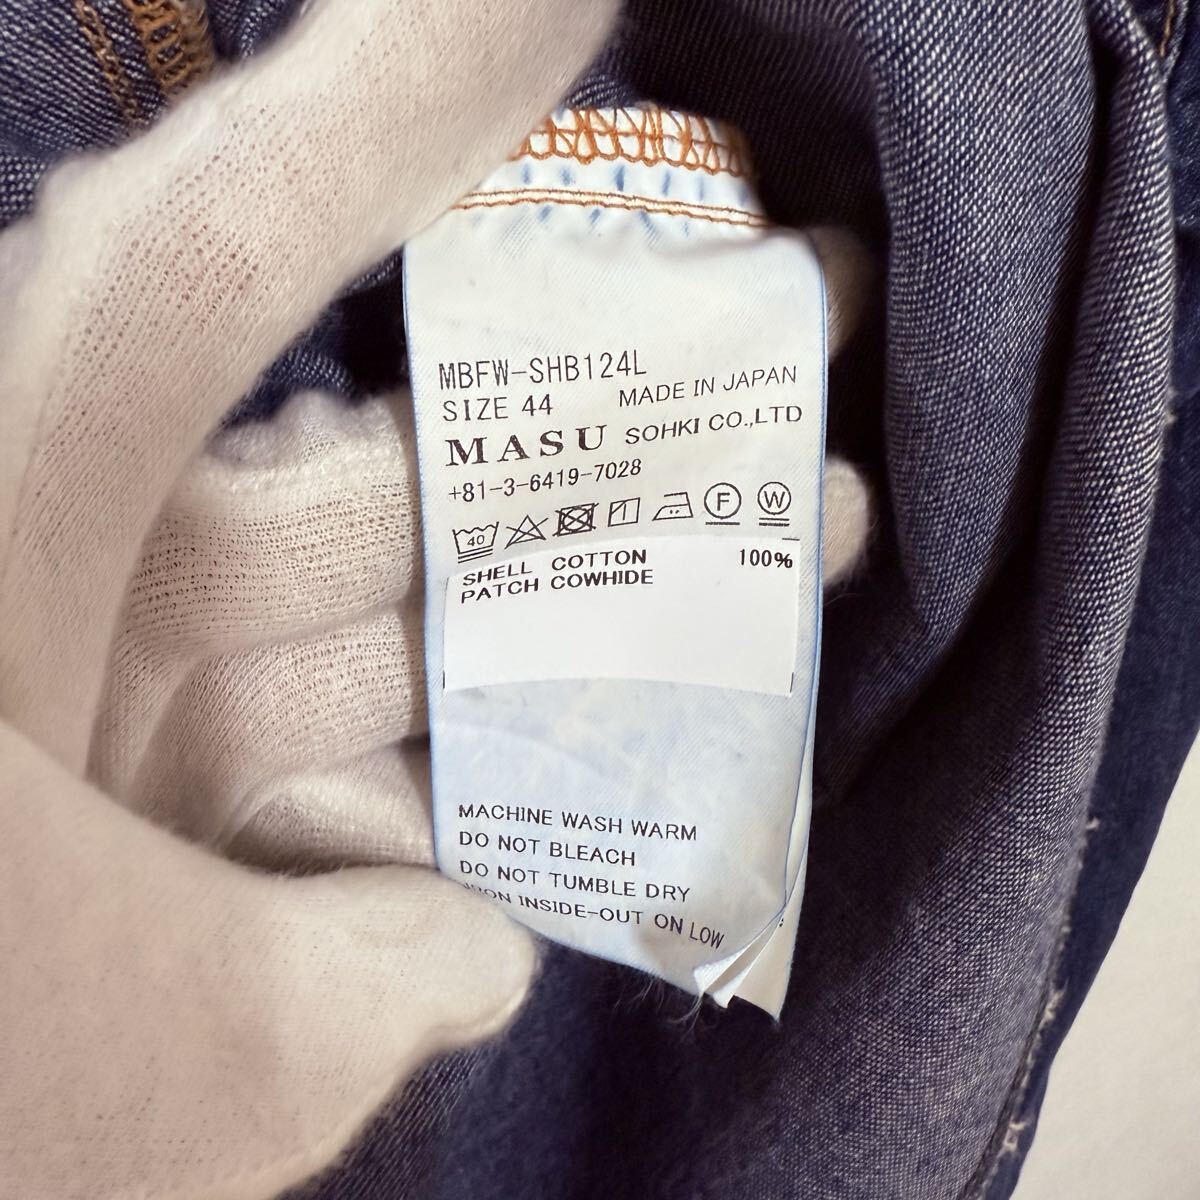 MBFW-SHB124L
SIZE 44 MADE IN JAPAN
MASU SOHKI CO.,LTD
+81-3-6419-7028
40 F W
SHELL COTTON 100%
PATCH COWHIDE
MACHINE WASH WARM
DO NOT BLEACH
DO NOT TUMBLE DRY
INSIDE-OUT ON LOW